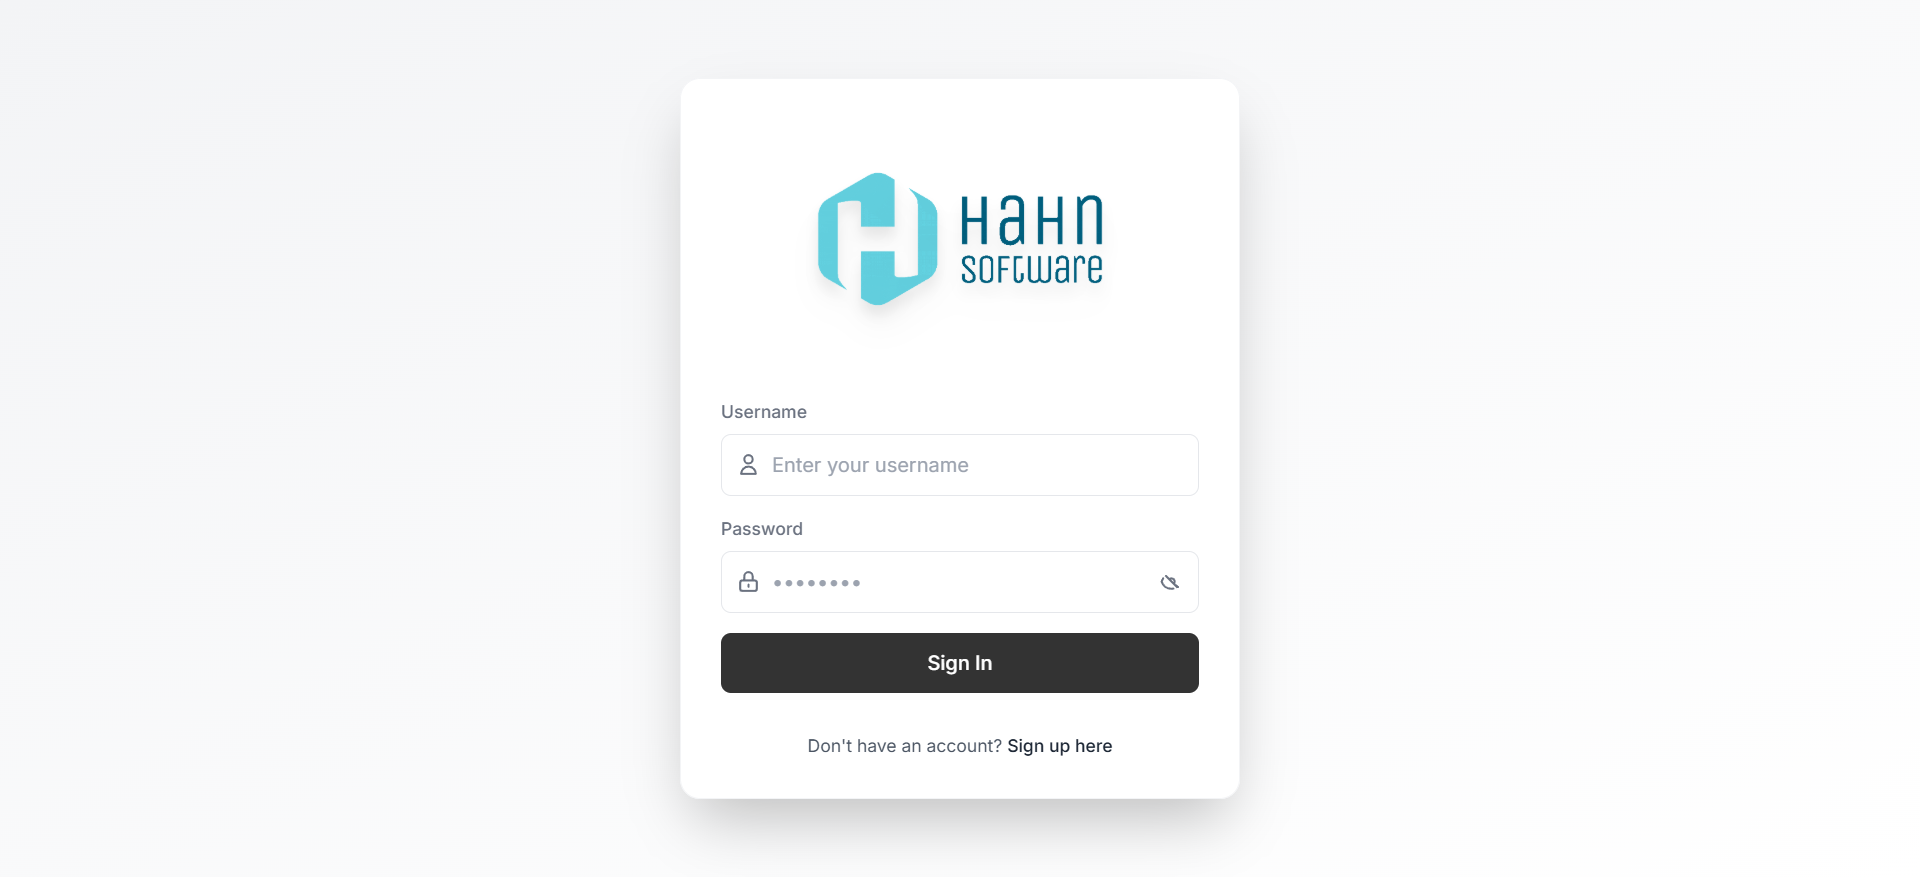 HAHN
SOFTWARE
Username
Enter your username
Password
••••••••
Sign In
Don't have an account? Sign up here